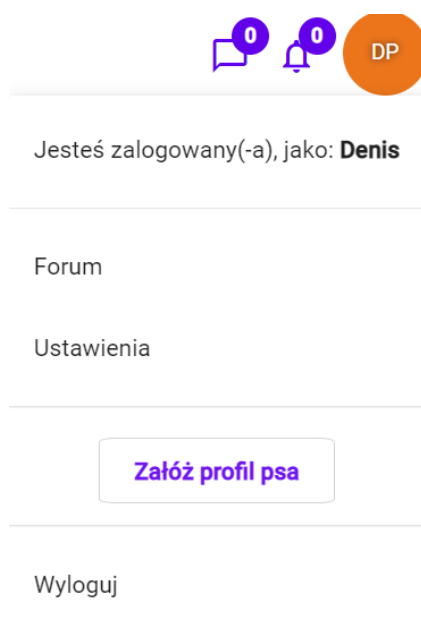 0 0 DP
Jesteś zalogowany(-a), jako: Denis
Forum
Ustawienia
Załóż profil psa
Wyloguj